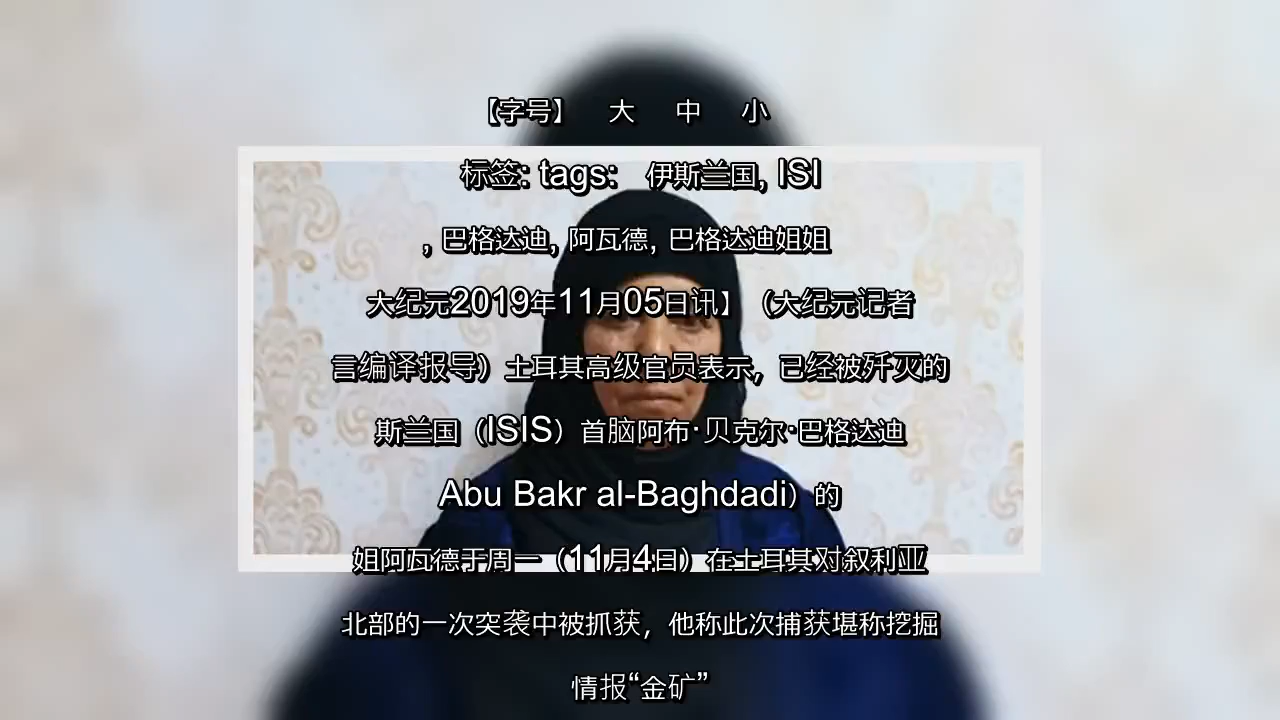 【字号】 大 中 小
标签: tags: 伊斯兰国, ISI
, 巴格达迪, 阿瓦德, 巴格达迪姐姐
大纪元2019年11月05日讯】（大纪元记者
言编译报导）土耳其高级官员表示，已经被歼灭的
斯兰国（ISIS）首脑阿布·贝克尔·巴格达迪
Abu Bakr al-Baghdadi）的
姐阿瓦德于周一（11月4日）在土耳其对叙利亚
北部的一次突袭中被抓获，他称此次捕获堪称挖掘
情报“金矿”